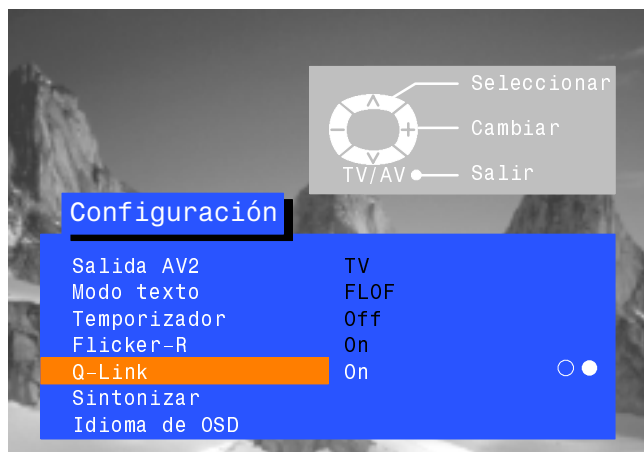 Seleccionar
Cambiar
TV/AV Salir
Configuración
Salida AV2 TV
Modo texto FLOF
Temporizador Off
Flicker-R On
Q-Link On
Sintonizar
Idioma de OSD